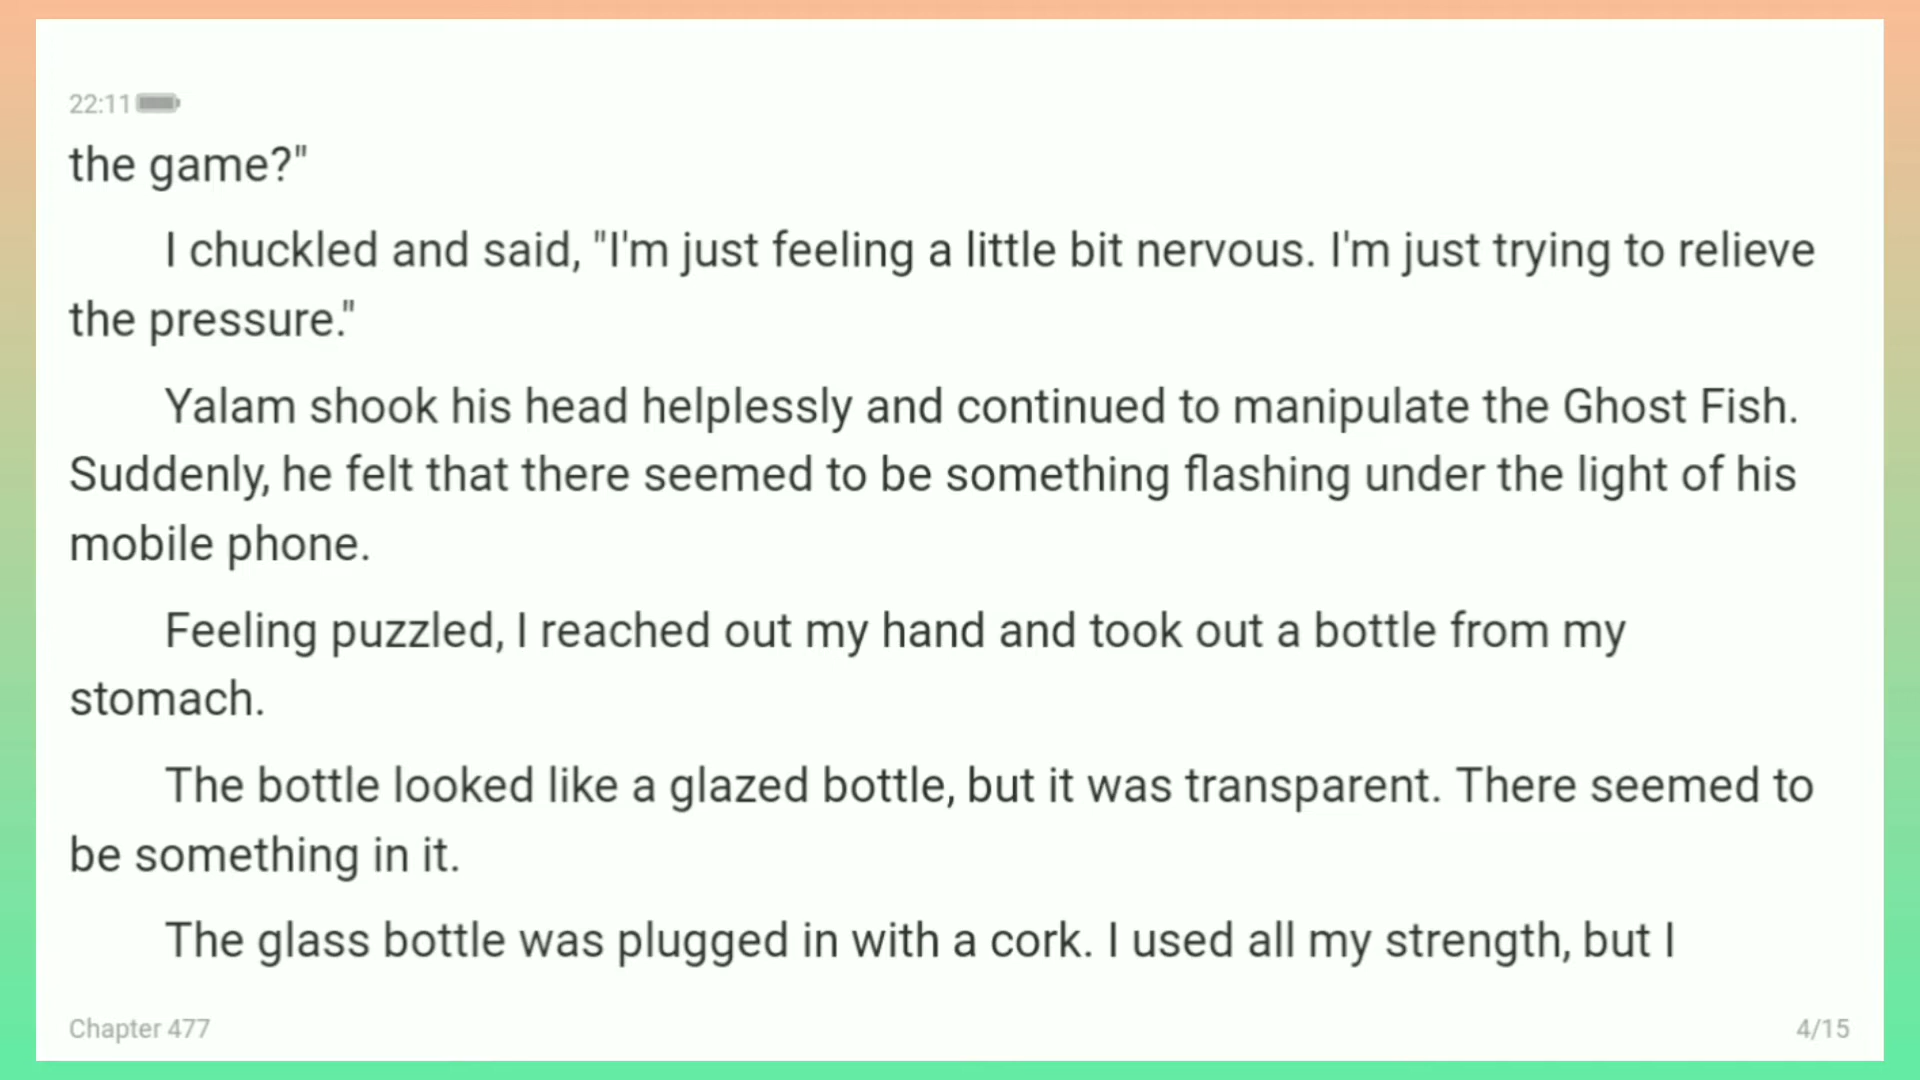 22:11
the game?"
I chuckled and said, "I'm just feeling a little bit nervous. I'm just trying to relieve
the pressure."
Yalam shook his head helplessly and continued to manipulate the Ghost Fish.
Suddenly, he felt that there seemed to be something flashing under the light of his
mobile phone.
Feeling puzzled, I reached out my hand and took out a bottle from my
stomach.
The bottle looked like a glazed bottle, but it was transparent. There seemed to
be something in it.
The glass bottle was plugged in with a cork. I used all my strength, but I
Chapter 477
4/15